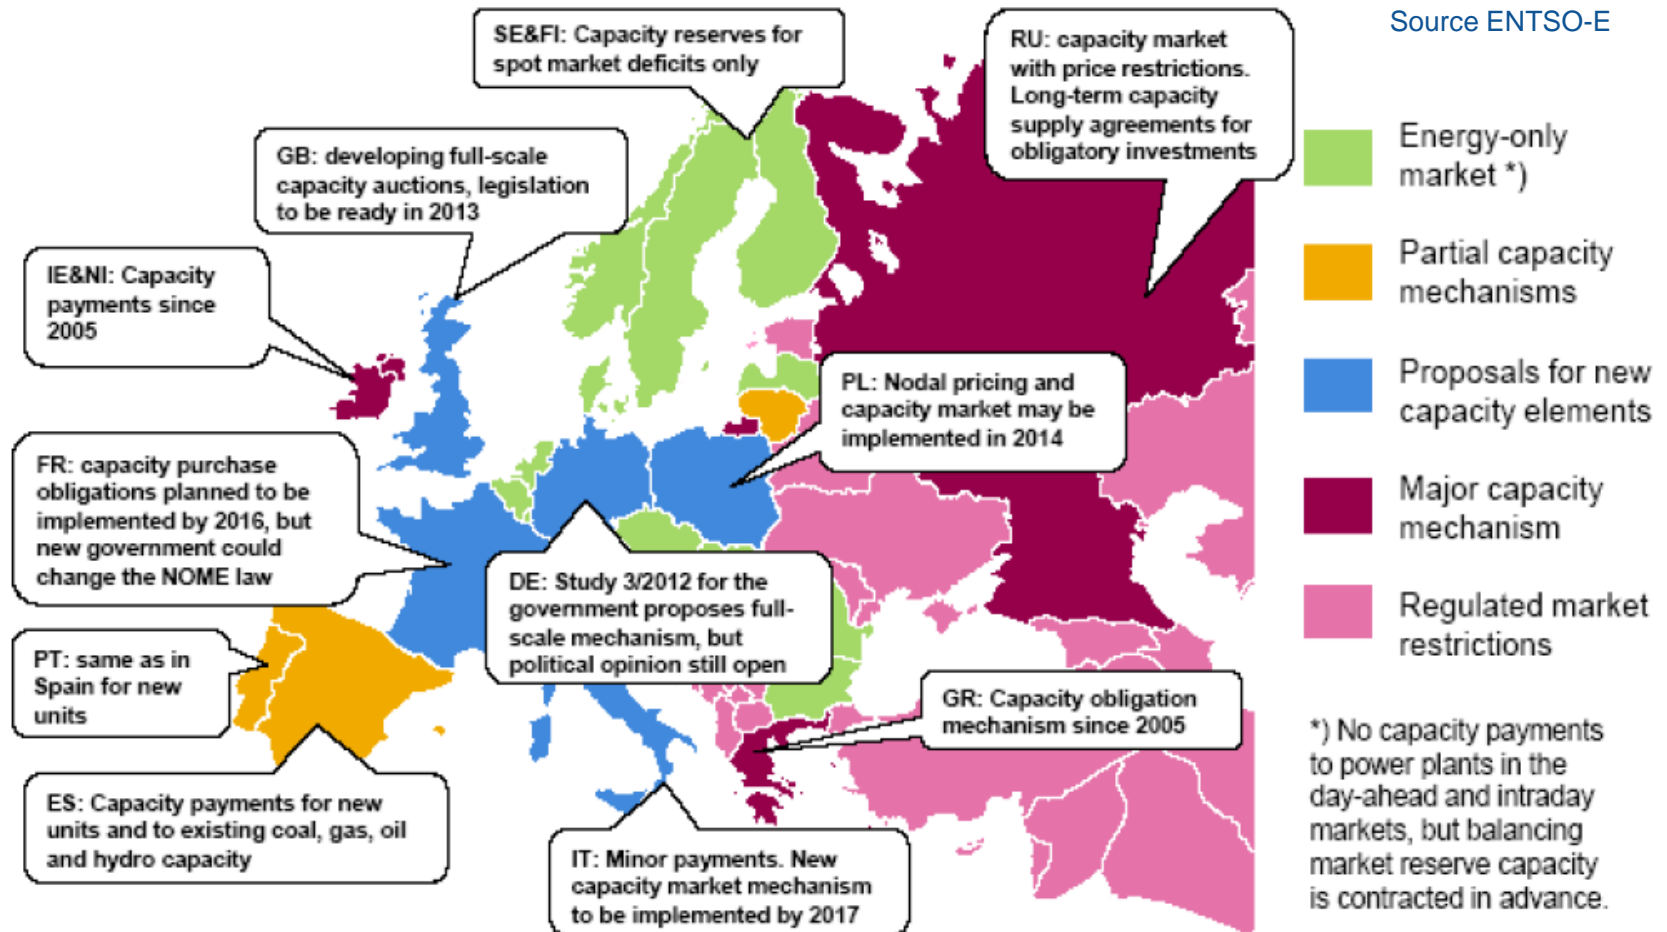 Source ENTSO-E
SE&FI: Capacity reserves for
spot market deficits only
RU: capacity market
with price restrictions.
Long-term capacity
supply agreements for
obligatory investments
GB: developing full-scale
capacity auctions, legislation
to be ready in 2013
IE&NI: Capacity
payments since
2005
PL: Nodal pricing and
capacity market may be
implemented in 2014
FR: capacity purchase
obligations planned to be
implemented by 2016, but
new government could
change the NOME law
DE: Study 3/2012 for the
government proposes full-
scale mechanism, but
political opinion still open
PT: same as in
Spain for new
units
GR: Capacity obligation
mechanism since 2005
ES: Capacity payments for new
units and to existing coal, gas, oil
and hydro capacity
IT: Minor payments. New
capacity market mechanism
to be implemented by 2017
Energy-only
market *)
Partial capacity
mechanisms
Proposals for new
capacity elements
Major capacity
mechanism
Regulated market
restrictions
*) No capacity payments
to power plants in the
day-ahead and intraday
markets, but balancing
market reserve capacity
is contracted in advance.